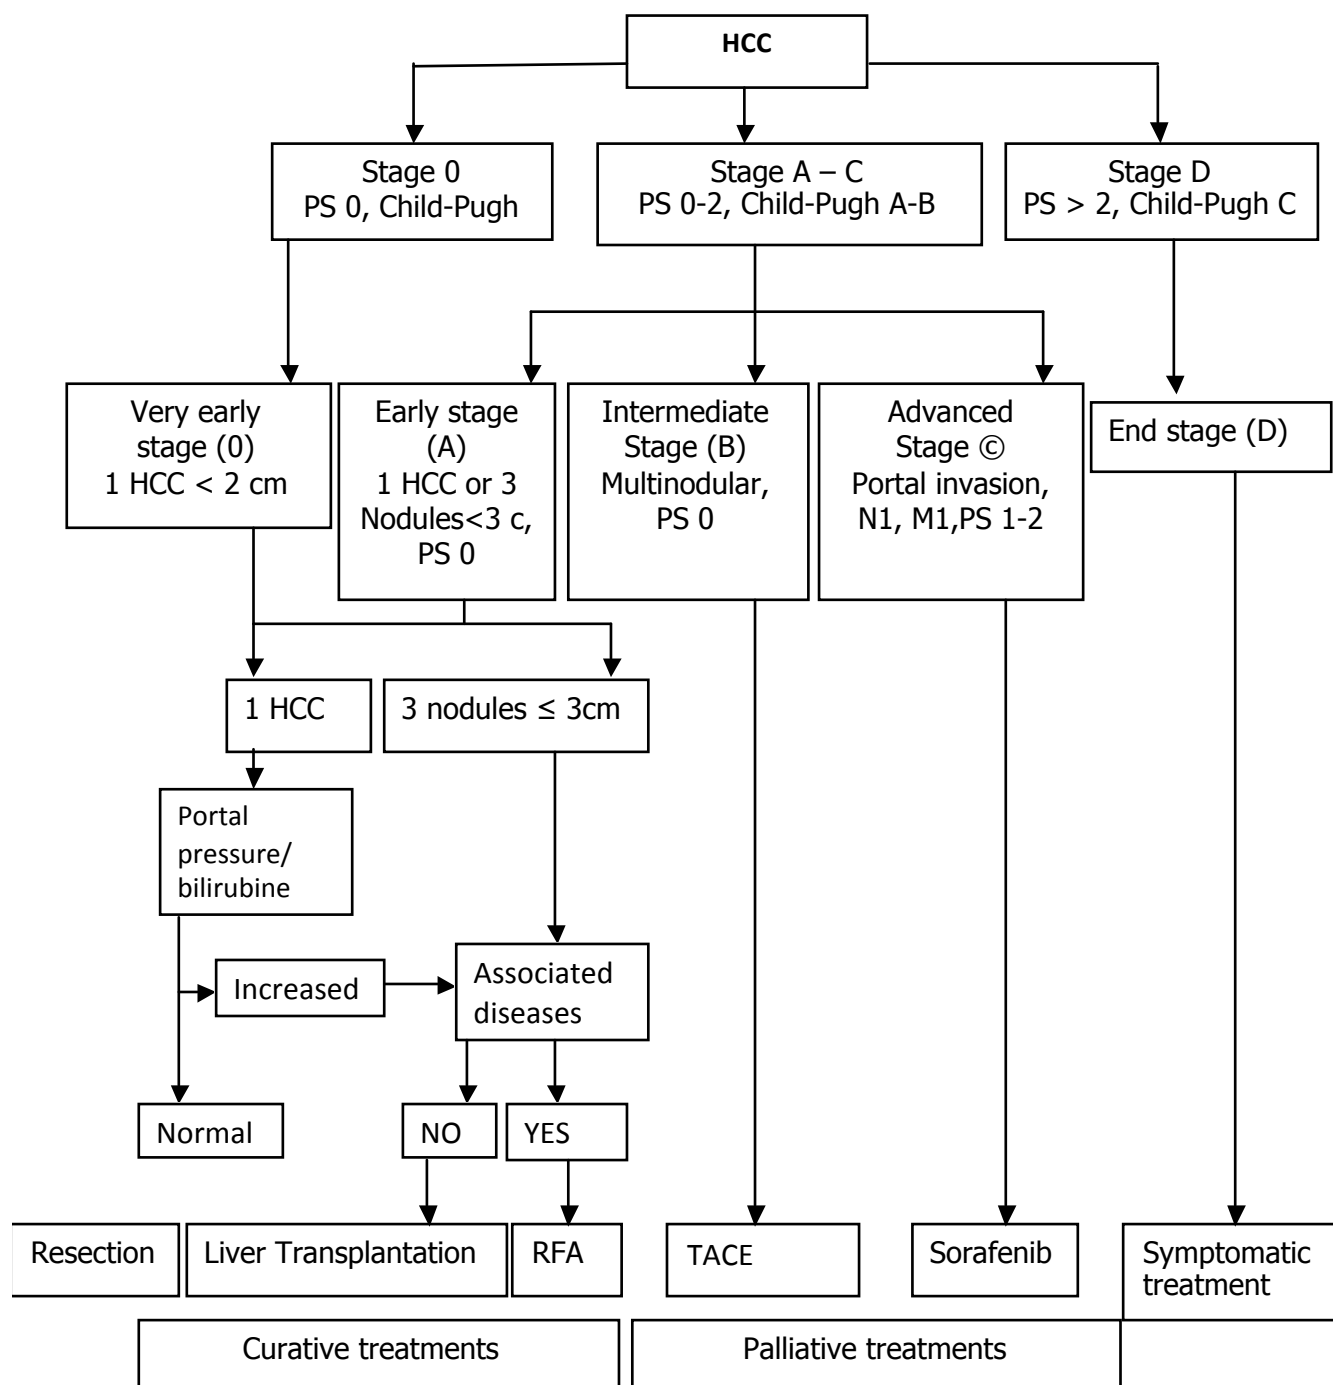 HCC
Stage 0
PS 0, Child-Pugh
Stage A – C
PS 0-2, Child-Pugh A-B
Stage D
PS > 2, Child-Pugh C
Very early
stage (0)
1 HCC < 2 cm
Early stage
(A)
1 HCC or 3
Nodules<3 c,
PS 0
Intermediate
Stage (B)
Multinodular,
PS 0
Advanced
Stage ©
Portal invasion,
N1, M1,PS 1-2
End stage (D)
1 HCC
3 nodules ≤ 3cm
Portal
pressure/
bilirubine
Increased
Associated
diseases
Normal
NO
YES
Resection
Liver Transplantation
RFA
TACE
Sorafenib
Symptomatic
treatment
Curative treatments
Palliative treatments